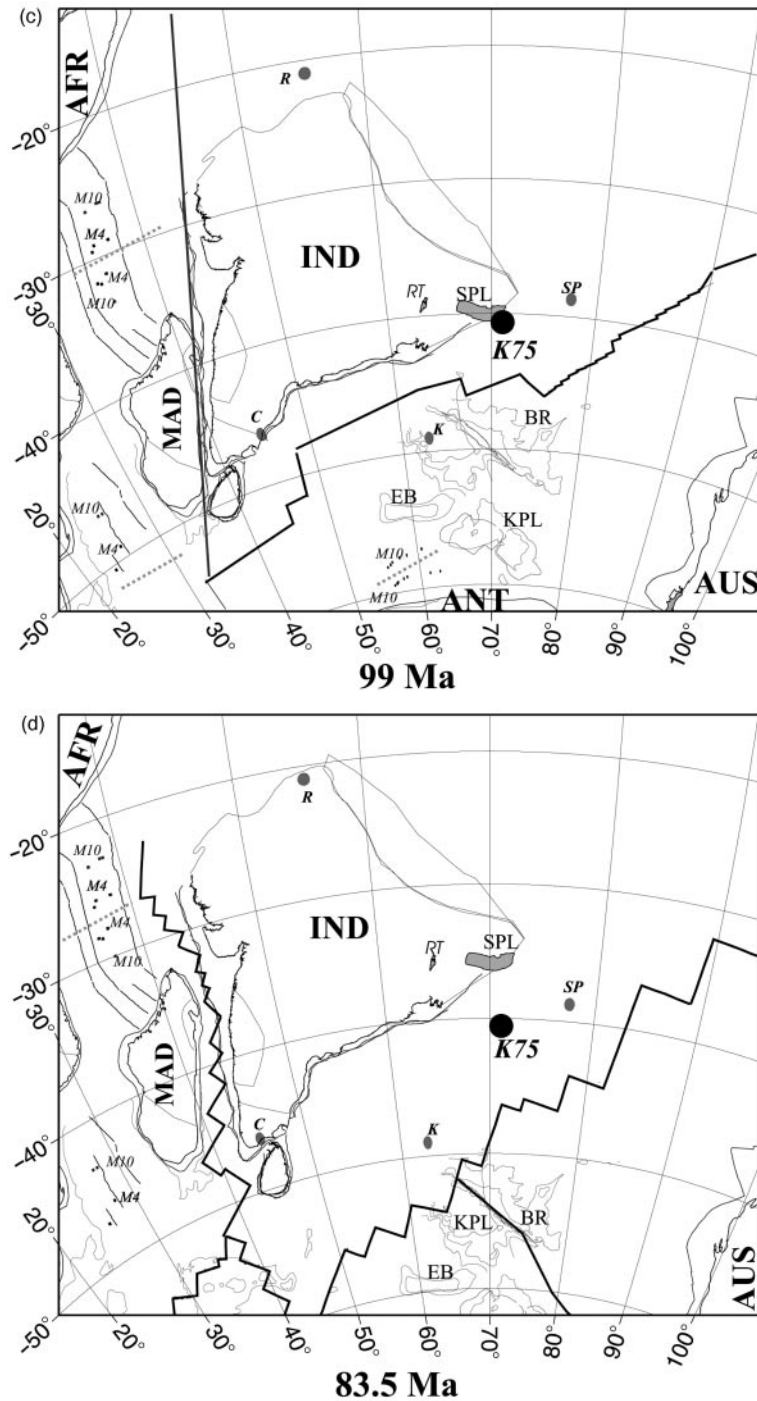 (c)
AFR
R
−20°
M10
M4
IND
−30°
M4
RT
SPL
SP
M10
K75
−30°
MAD
−40°
C
K
BR
M10
EB
KPL
20°
M4
M10
M10
ANT
AUS
−50°
20°
30°
40°
50°
60°
70°
80°
90°
100°
99 Ma
(d)
AFR
R
−20°
M10
M4
IND
−30°
M4
RT
SPL
M10
SP
K75
−30°
MAD
−40°
C
K
M10
M4
KPL
BR
20°
EB
AUS
−50°
20°
30°
40°
50°
60°
70°
80°
90°
100°
83.5 Ma